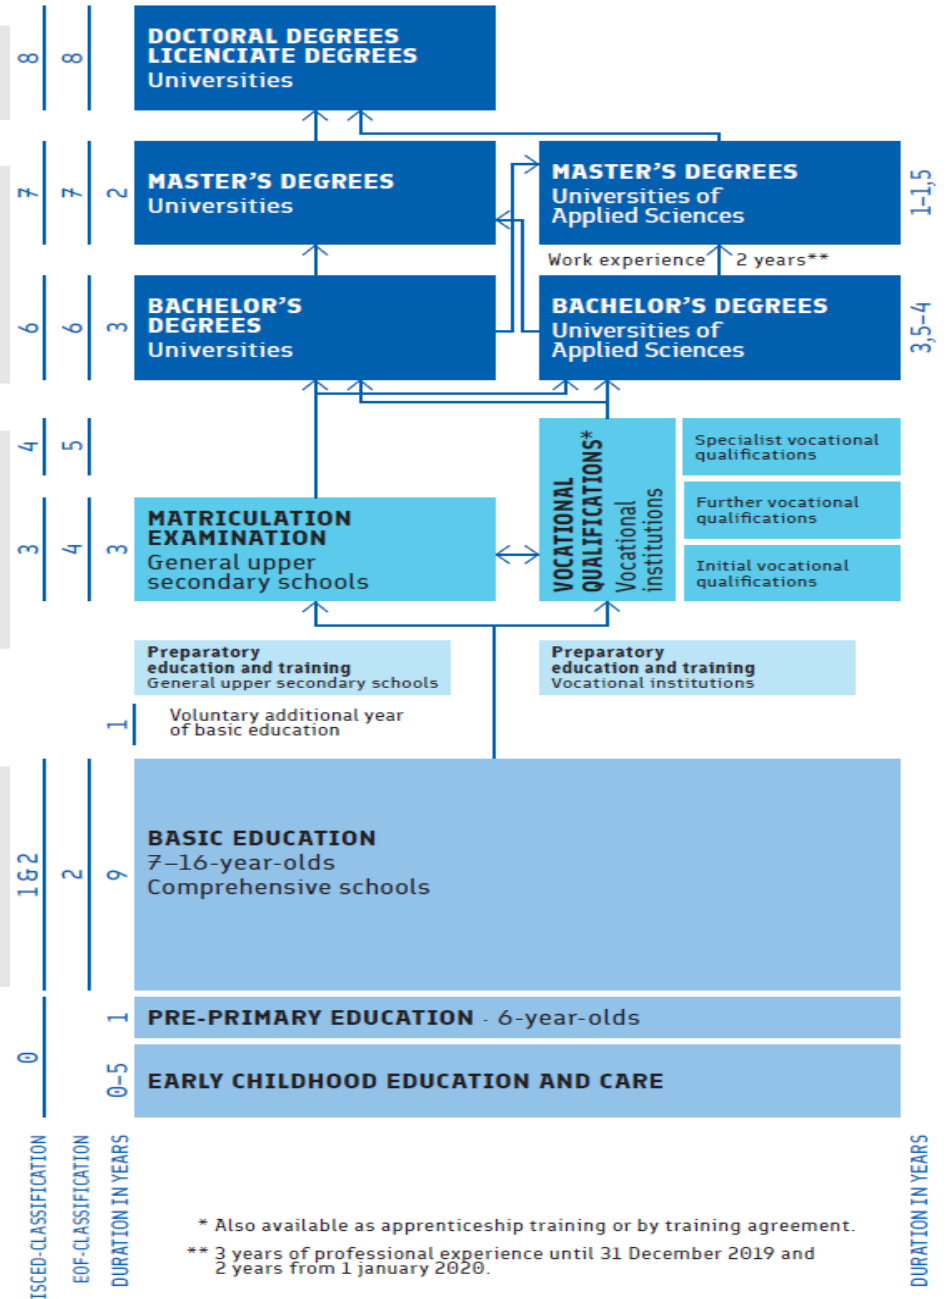 8
8
DOCTORAL DEGREES
LICENCIATE DEGREES
Universities
7
7
2
MASTER'S DEGREES
Universities
MASTER'S DEGREES
Universities of
Applied Sciences
1–1,5
Work experience 2 years**
6
6
3
BACHELOR'S
DEGREES
Universities
BACHELOR'S DEGREES
Universities of
Applied Sciences
3,5–4
4
5
3
4
3
MATRICULATION
EXAMINATION
General upper
secondary schools
VOCATIONAL
QUALIFICATIONS*
Vocational
institutions
Specialist vocational
qualifications
Further vocational
qualifications
Initial vocational
qualifications
Preparatory
education and training
General upper secondary schools
Preparatory
education and training
Vocational institutions
1
Voluntary additional year
of basic education
1&2
2
9
BASIC EDUCATION
7–16-year-olds
Comprehensive schools
0
1
PRE-PRIMARY EDUCATION - 6-year-olds
0–5
EARLY CHILDHOOD EDUCATION AND CARE
ISCED-CLASSIFICATION
EOF-CLASSIFICATION
DURATION IN YEARS
DURATION IN YEARS
* Also available as apprenticeship training or by training agreement.
** 3 years of professional experience until 31 December 2019 and
2 years from 1 january 2020.